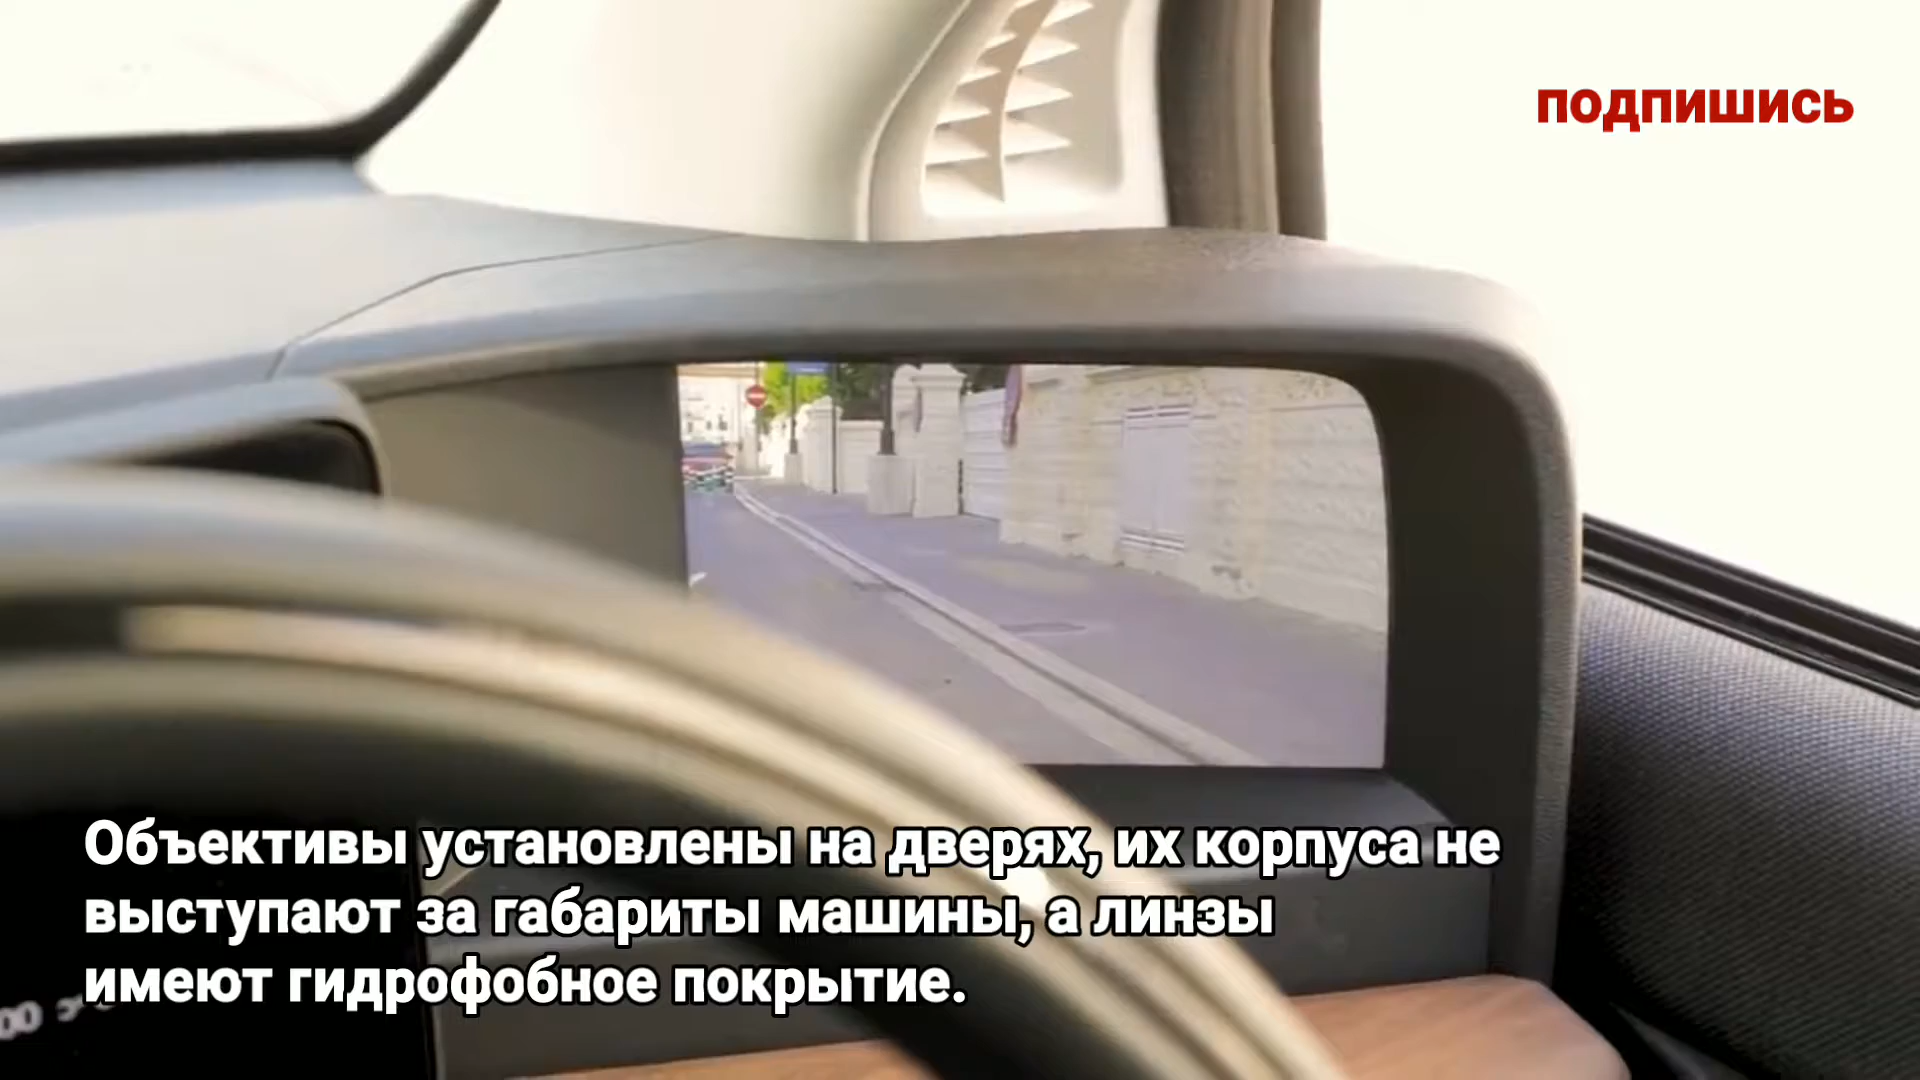 подпишись
Объективы установлены на дверях, их корпуса не
выступают за габариты машины, а линзы
имеют гидрофобное покрытие.